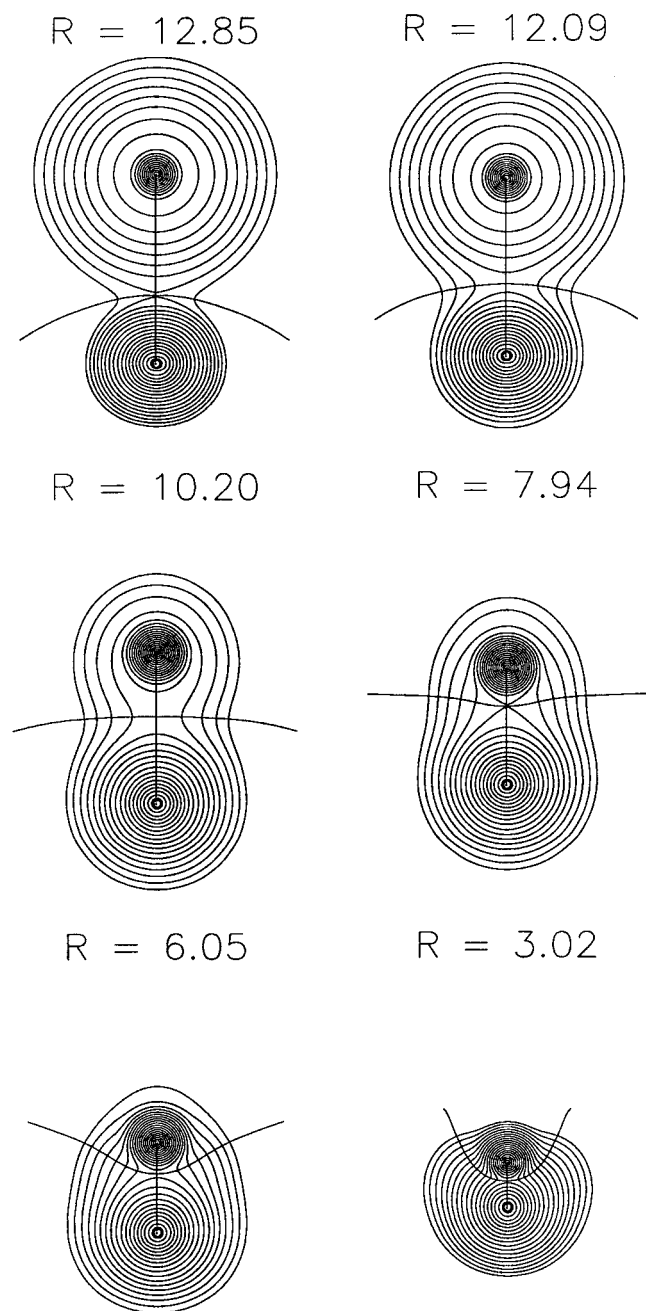 R = 12.85
R = 12.09
R = 10.20
R = 7.94
R = 6.05
R = 3.02